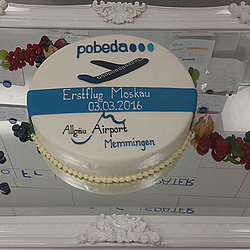 pobeda
Erstflug Moskau
03.03.2016
Allgäu Airport
Memmingen